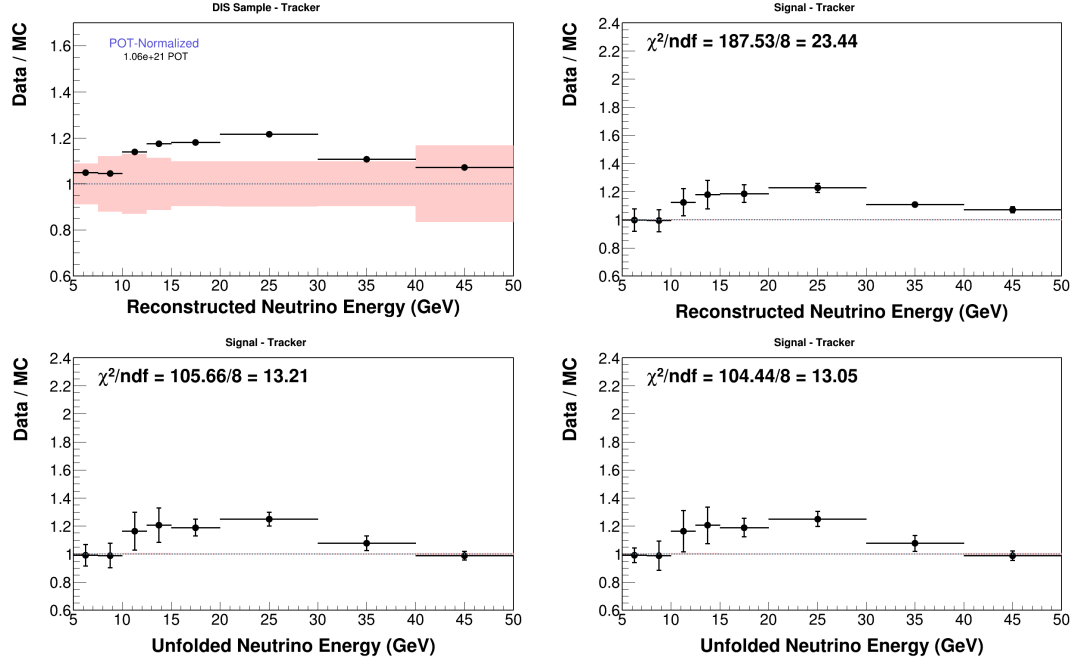 DIS Sample - Tracker
POT-Normalized
1.06e+21 POT
Data / MC
1.6
1.4
1.2
1
0.8
0.6
5 10 15 20 25 30 35 40 45 50
Reconstructed Neutrino Energy (GeV)
Signal - Tracker
χ²/ndf = 187.53/8 = 23.44
Data / MC
2.4
2.2
2
1.8
1.6
1.4
1.2
1
0.8
0.6
5 10 15 20 25 30 35 40 45 50
Reconstructed Neutrino Energy (GeV)
Signal - Tracker
χ²/ndf = 105.66/8 = 13.21
Data / MC
2.4
2.2
2
1.8
1.6
1.4
1.2
1
0.8
0.6
5 10 15 20 25 30 35 40 45 50
Unfolded Neutrino Energy (GeV)
Signal - Tracker
χ²/ndf = 104.44/8 = 13.05
Data / MC
2.4
2.2
2
1.8
1.6
1.4
1.2
1
0.8
0.6
5 10 15 20 25 30 35 40 45 50
Unfolded Neutrino Energy (GeV)